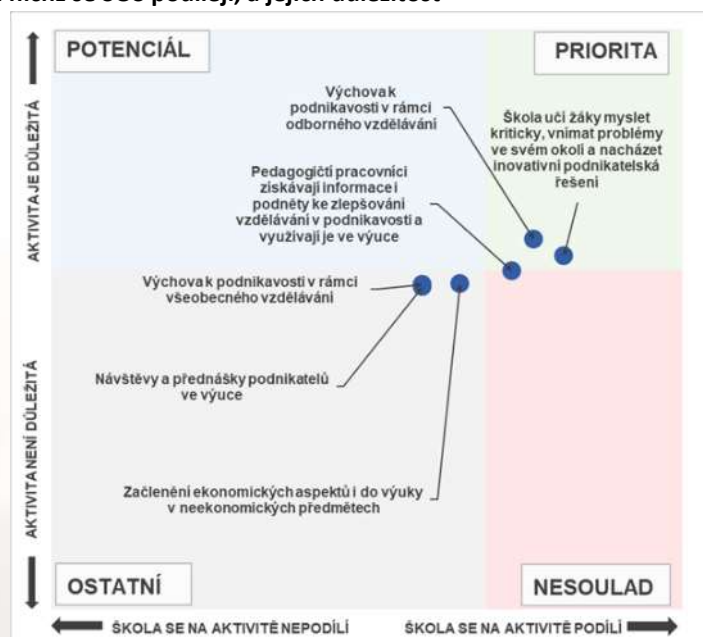 POTENCIÁL
PRIORITA
Výchova k
podnikavosti v rámci
odborného vzdělávání
Škola učí žáky myslet
kriticky, vnímat problémy
ve svém okolí a nacházet
inovativní podnikatelská
řešení
Pedagogičtí pracovníci
získávají informace i
podněty ke zlepšování
vzdělávání v podnikavosti a
využívají je ve výuce
Výchova k podnikavosti v rámci
všeobecného vzdělávání
Návštěvy a přednášky podnikatelů
ve výuce
Začlenění ekonomických aspektů i do výuky
v neekonomických předmětech
OSTATNÍ
NESOULAD
AKTIVITA JE DŮLEŽITÁ
AKTIVITA NENÍ DŮLEŽITÁ
ŠKOLA SE NA AKTIVITĚ NEPODÍLÍ
ŠKOLA SE NA AKTIVITĚ PODÍLÍ